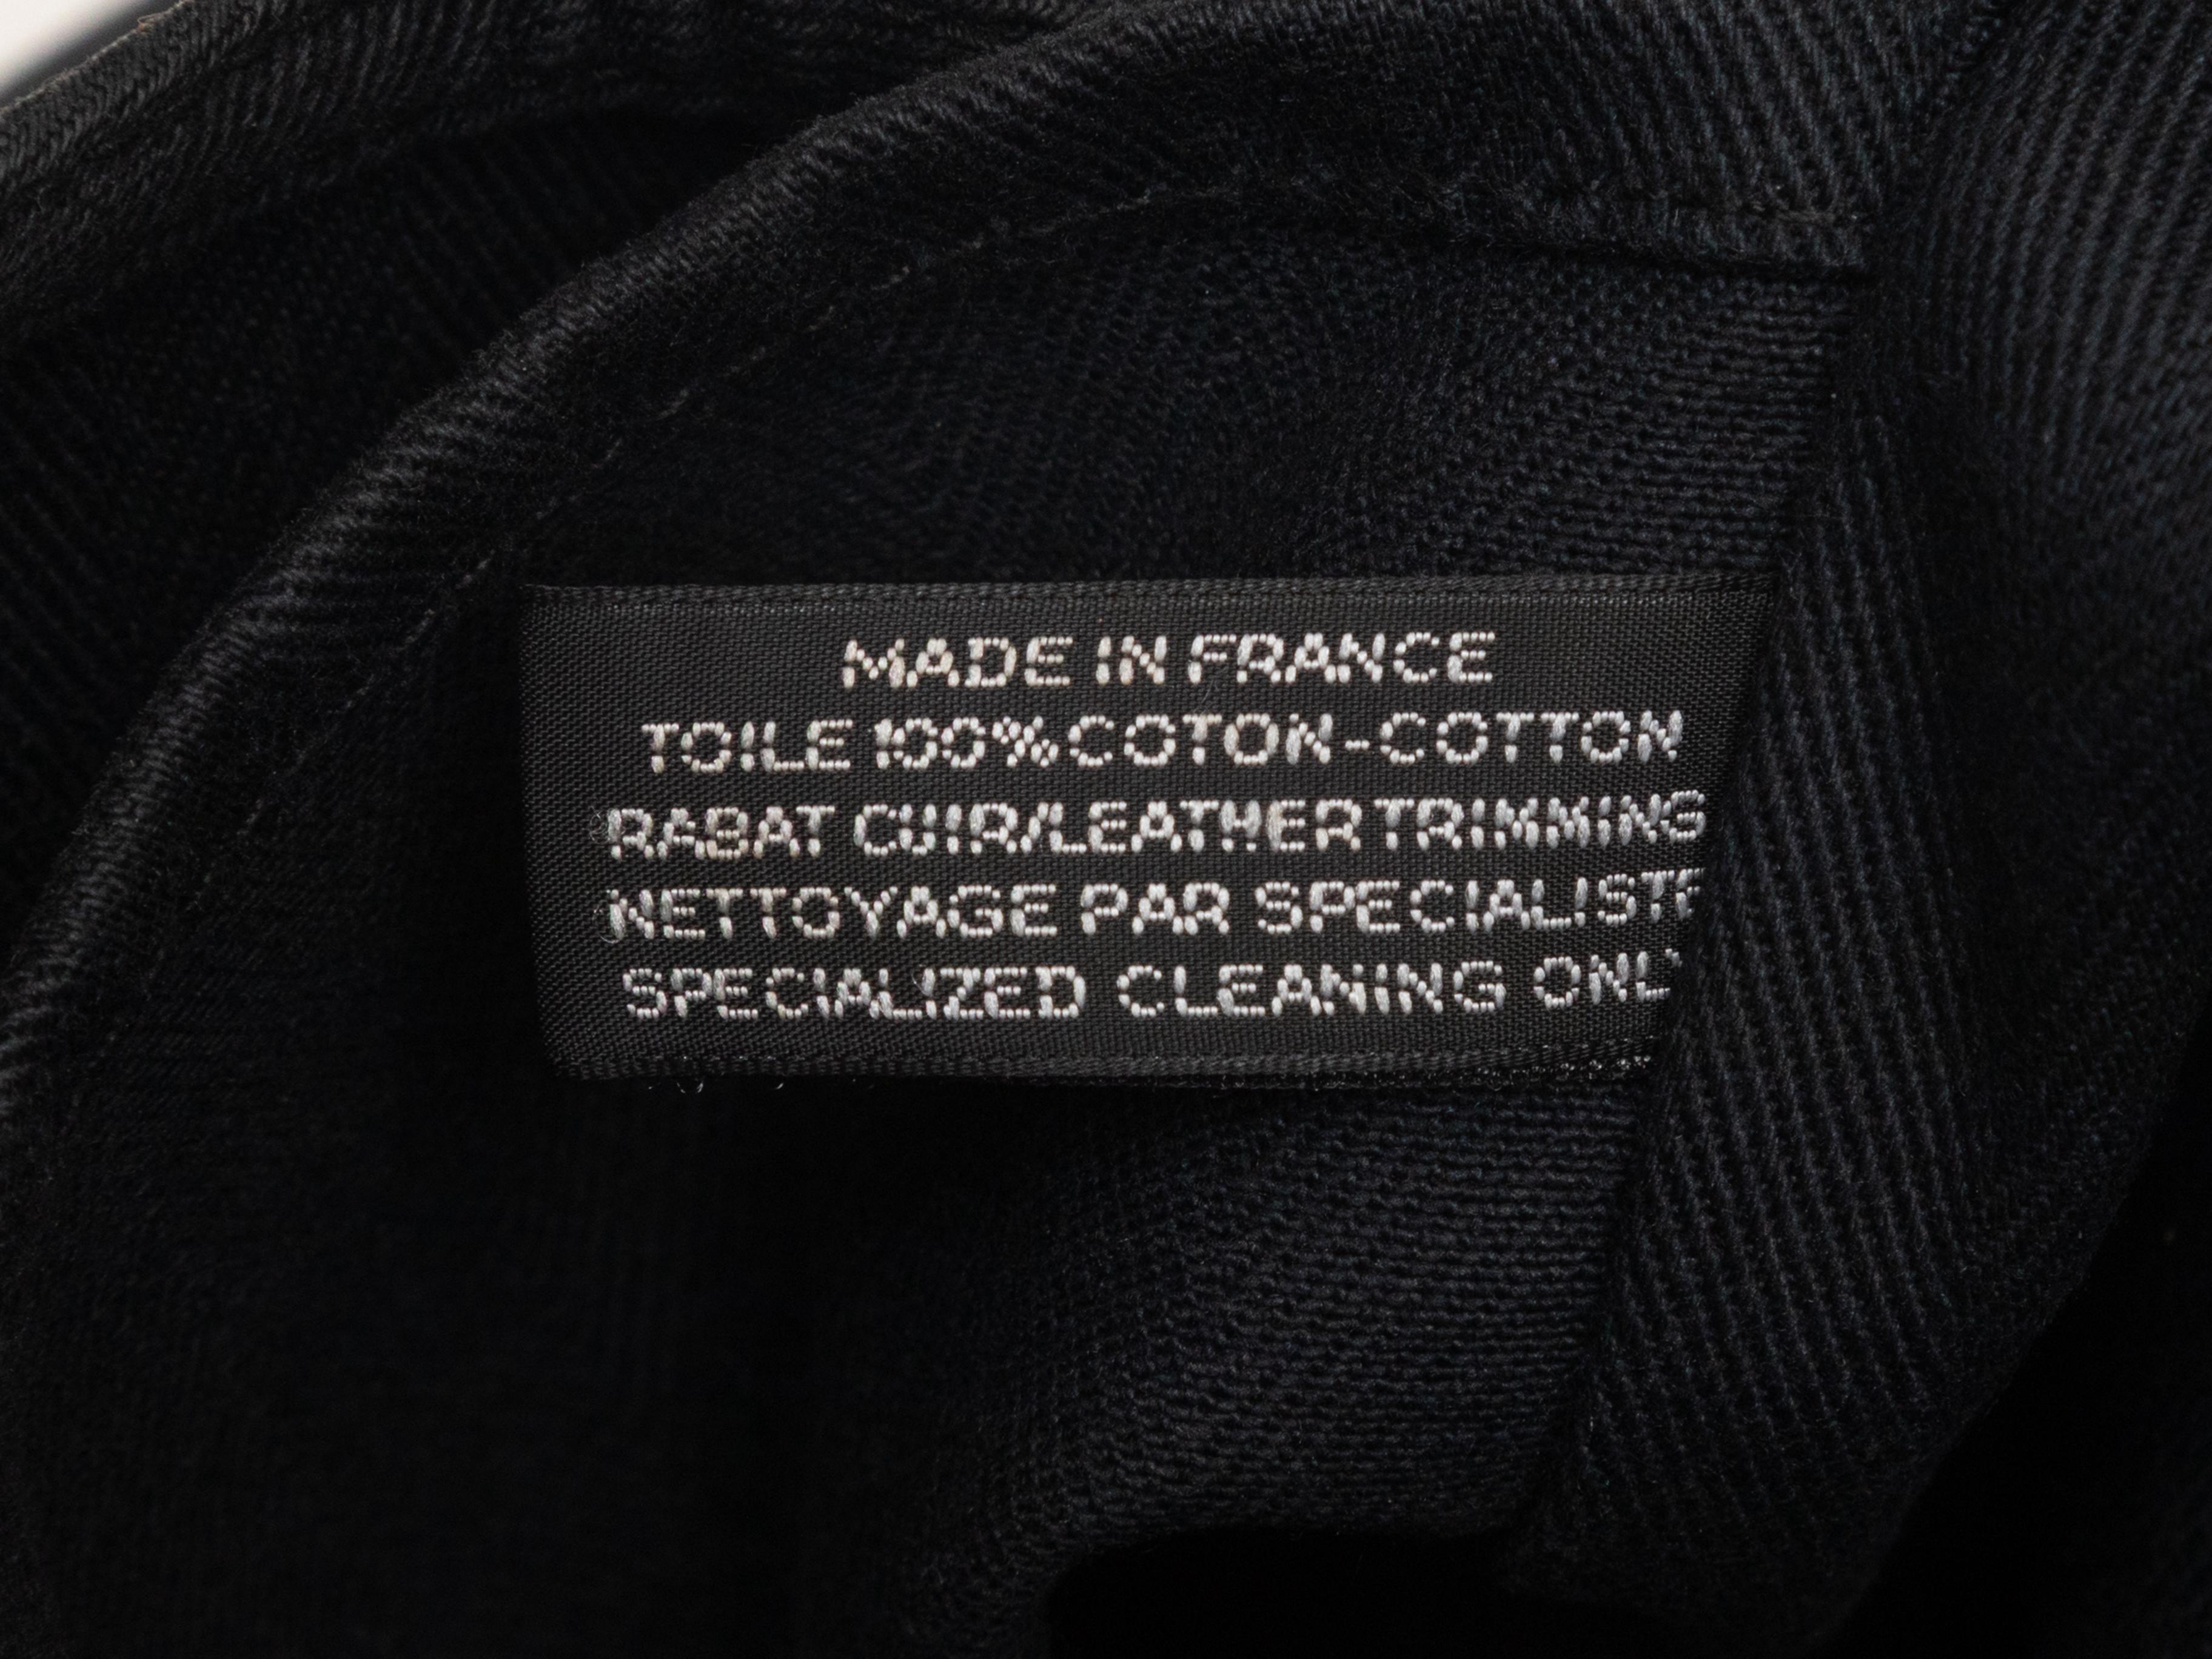 MADE IN FRANCE
TOILE 100% COTON-COTTON
RABAT CUIR/LEATHER TRIMMING
NETTOYAGE PAR SPECIALISTE
SPECIALIZED CLEANING ONLY